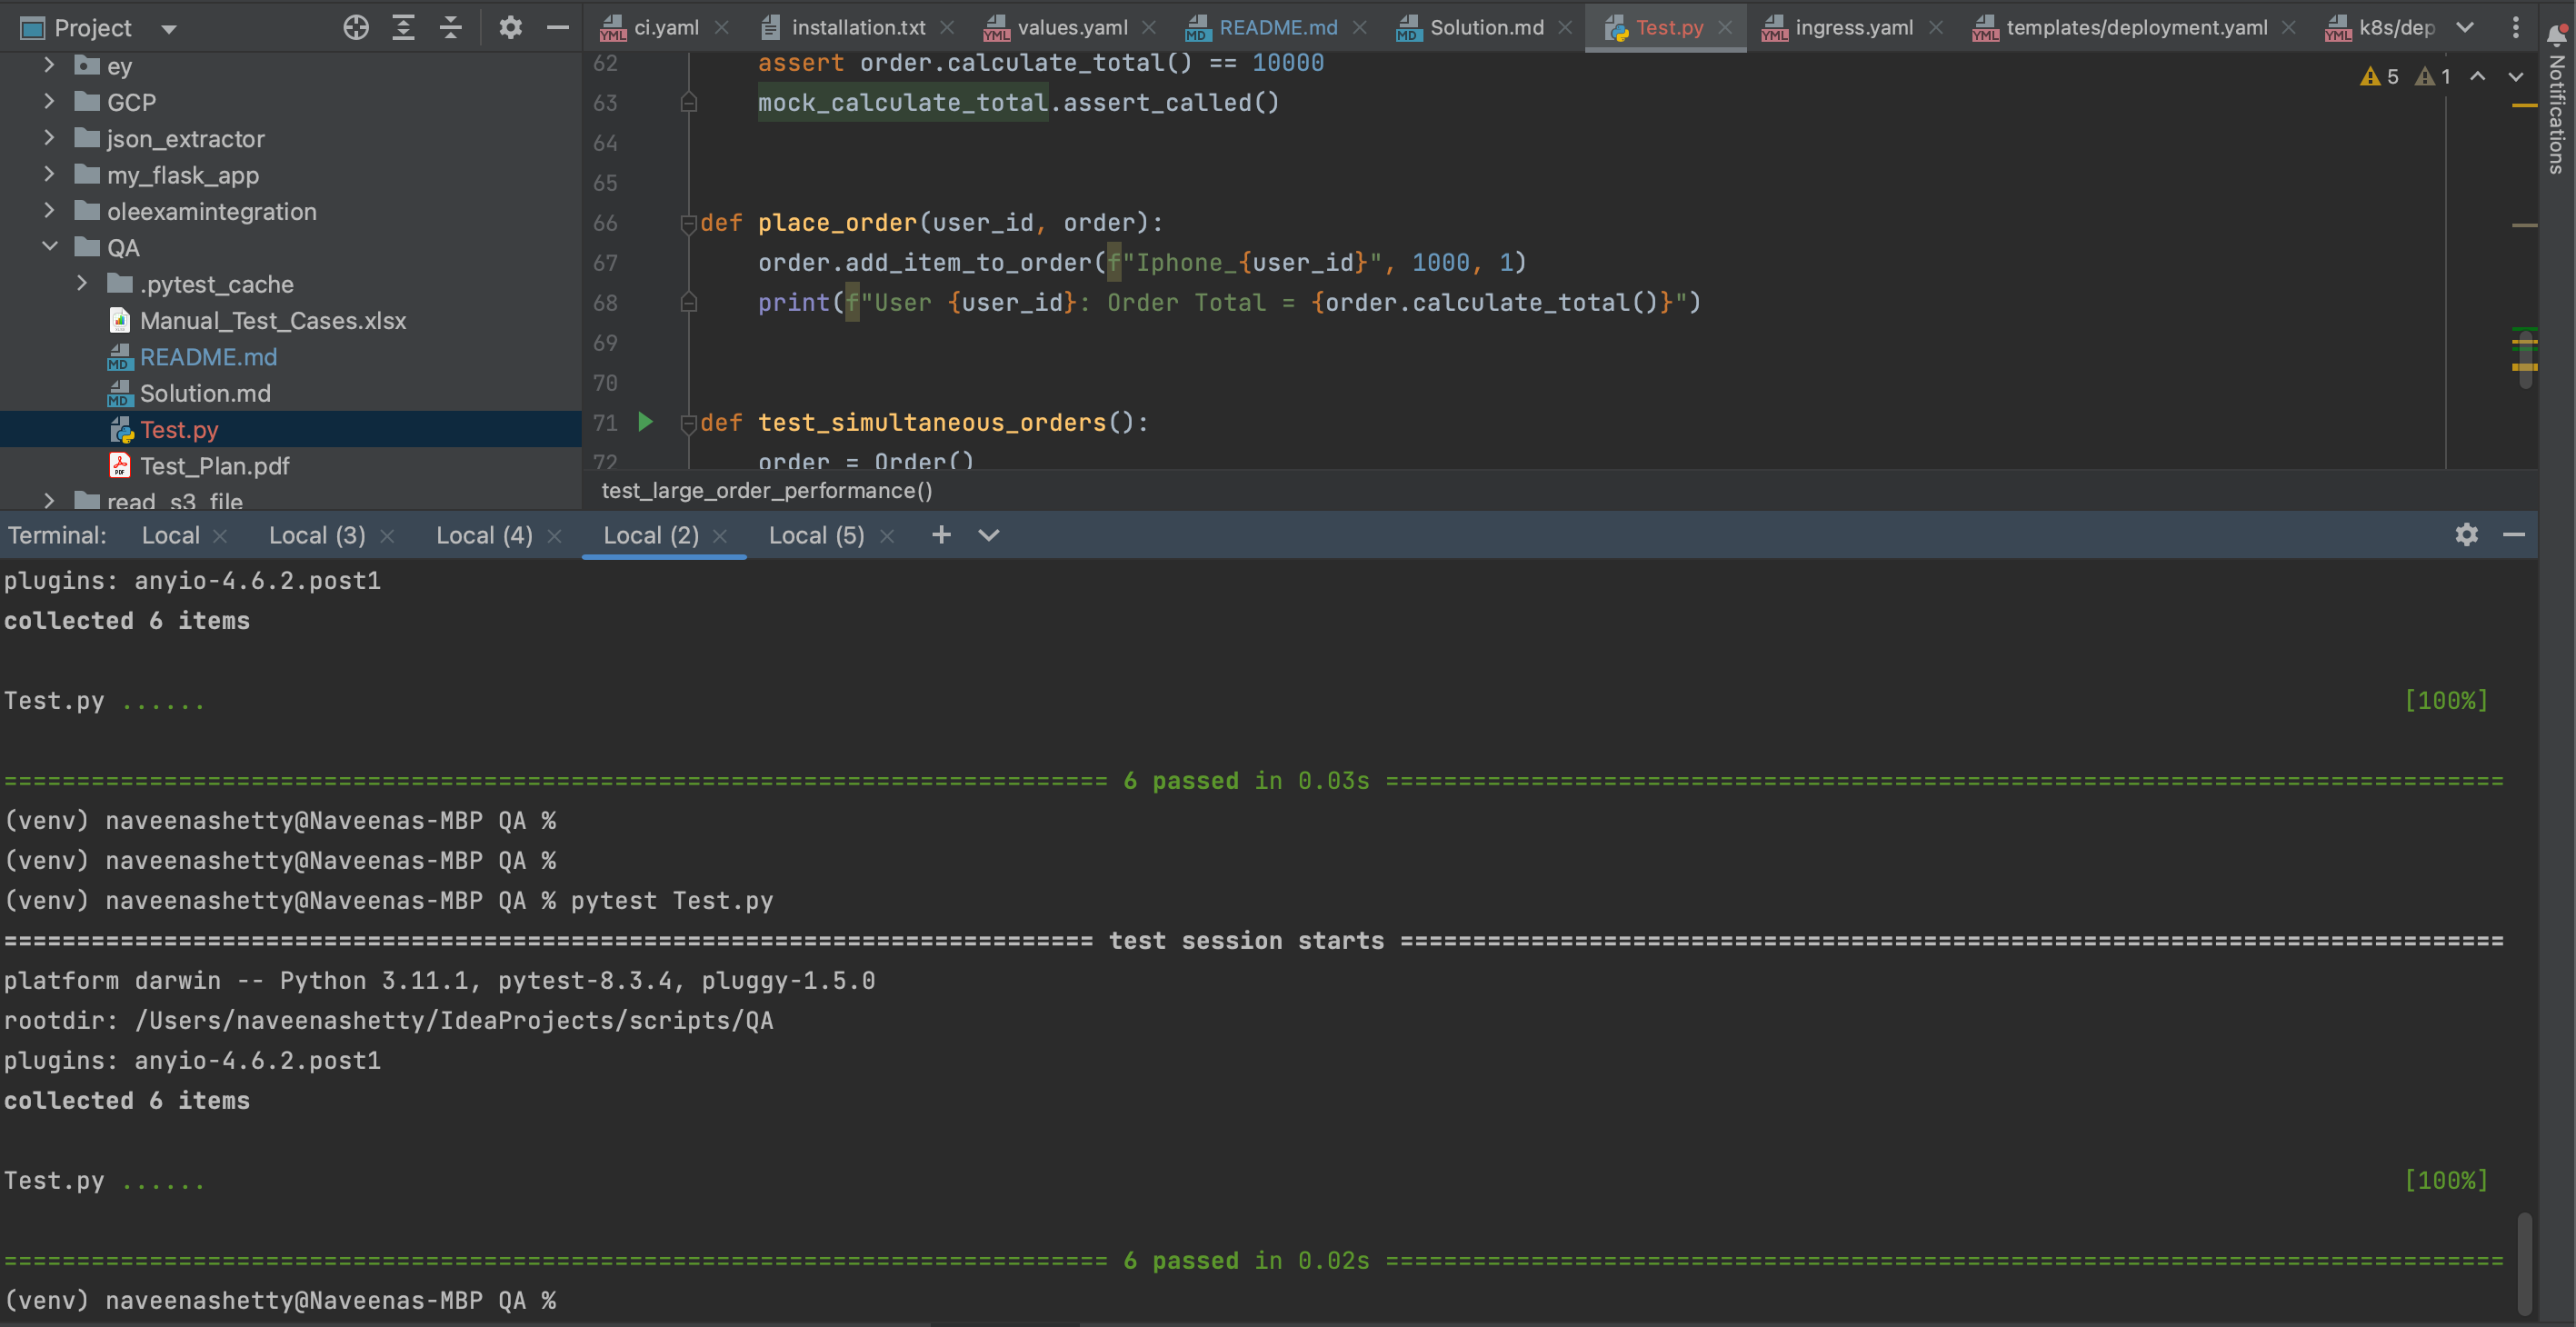 Project
ci.yaml
installation.txt
values.yaml
README.md
Solution.md
Test.py
ingress.yaml
templates/deployment.yaml
k8s/dep
Notifications
ey
GCP
json_extractor
my_flask_app
oleexamintegration
QA
.pytest_cache
Manual_Test_Cases.xlsx
README.md
Solution.md
Test.py
Test_Plan.pdf
read_s3_file
5 1
62 assert order.calculate_total() == 10000
63 mock_calculate_total.assert_called()
64
65
66 def place_order(user_id, order):
67 order.add_item_to_order(f"Iphone_{user_id}", 1000, 1)
68 print(f"User {user_id}: Order Total = {order.calculate_total()}")
69
70
71 def test_simultaneous_orders():
72 order = Order()
test_large_order_performance()
Terminal: Local Local (3) Local (4) Local (2) Local (5)
plugins: anyio-4.6.2.post1
collected 6 items
Test.py ...... [100%]
============================================================================ 6 passed in 0.03s =============================================================================
(venv) naveenashetty@Naveenas-MBP QA %
(venv) naveenashetty@Naveenas-MBP QA %
(venv) naveenashetty@Naveenas-MBP QA % pytest Test.py
=========================================================================== test session starts ============================================================================
platform darwin -- Python 3.11.1, pytest-8.3.4, pluggy-1.5.0
rootdir: /Users/naveenashetty/IdeaProjects/scripts/QA
plugins: anyio-4.6.2.post1
collected 6 items
Test.py ...... [100%]
============================================================================ 6 passed in 0.02s =============================================================================
(venv) naveenashetty@Naveenas-MBP QA %